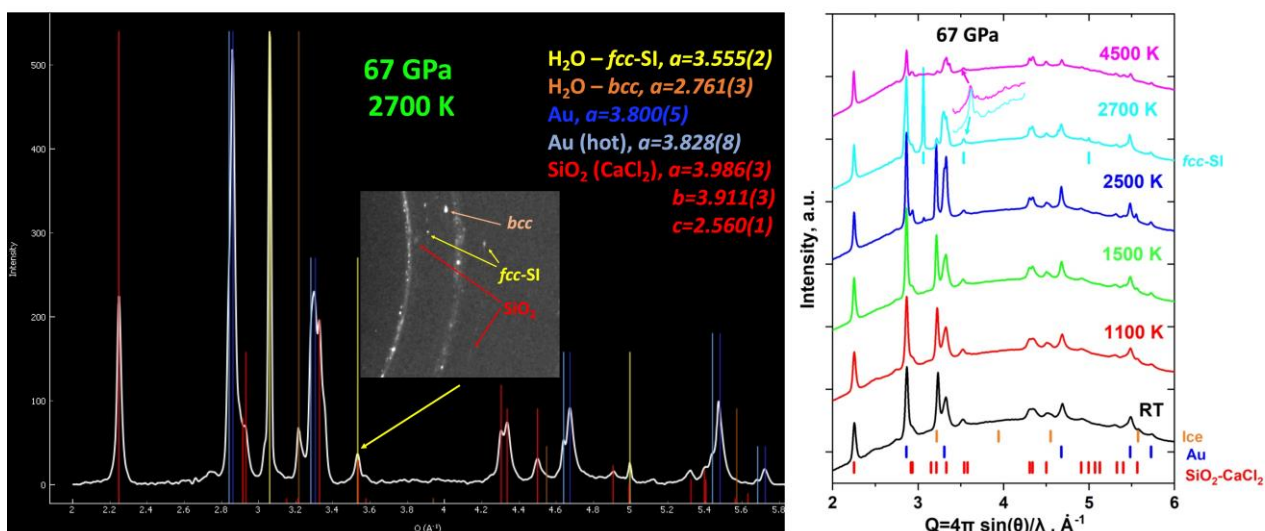 67 GPa
2700 K
H₂O – fcc-SI, a=3.555(2)
H₂O – bcc, a=2.761(3)
Au, a=3.800(5)
Au (hot), a=3.828(8)
SiO₂ (CaCl₂), a=3.986(3)
b=3.911(3)
c=2.560(1)
bcc
fcc-SI
SiO₂
Intensity
500
400
300
200
100
0
2 2.2 2.4 2.6 2.8 3 3.2 3.4 3.6 3.8 4 4.2 4.4 4.6 4.8 5 5.2 5.4 5.6 5.8
67 GPa
4500 K
2700 K
fcc-SI
2500 K
1500 K
1100 K
RT
Ice
Au
SiO₂-CaCl₂
Intensity, a.u.
2 3 4 5 6
Q=4π sin(θ)/λ , Å⁻¹